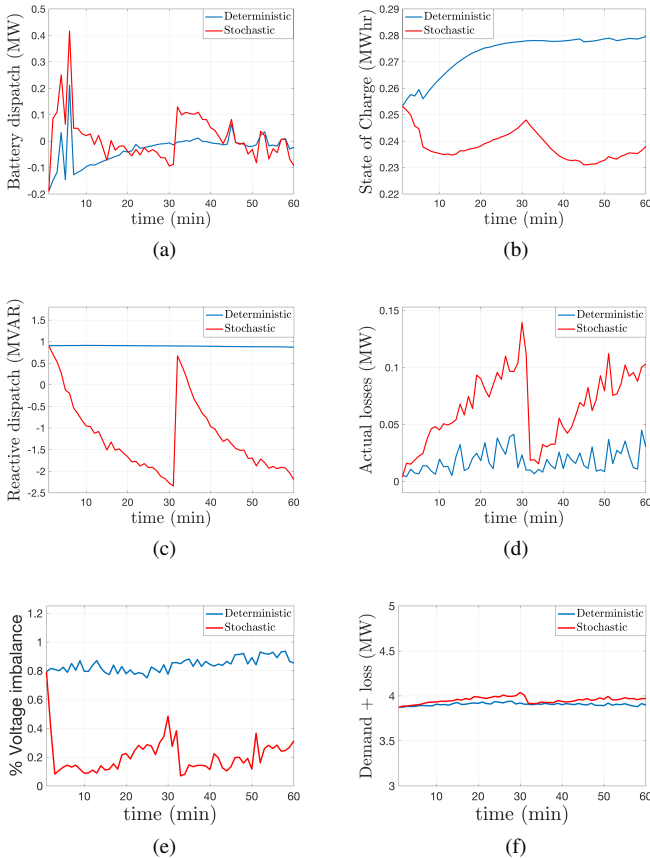 Battery dispatch (MW)
0.5
0.4
0.3
0.2
0.1
0
-0.1
-0.2
10 20 30 40 50 60
time (min)
Deterministic
Stochastic
(a)
State of Charge (MWhr)
0.29
0.28
0.27
0.26
0.25
0.24
0.23
0.22
10 20 30 40 50 60
time (min)
Deterministic
Stochastic
(b)
Reactive dispatch (MVAR)
1.5
1
0.5
0
-0.5
-1
-1.5
-2
-2.5
10 20 30 40 50 60
time (min)
Deterministic
Stochastic
(c)
Actual losses (MW)
0.15
0.1
0.05
0
10 20 30 40 50 60
time (min)
Deterministic
Stochastic
(d)
% Voltage imbalance
1.2
1
0.8
0.6
0.4
0.2
0
10 20 30 40 50 60
time (min)
Deterministic
Stochastic
(e)
Demand + loss (MW)
5
4.5
4
3.5
3
10 20 30 40 50 60
time (min)
Deterministic
Stochastic
(f)